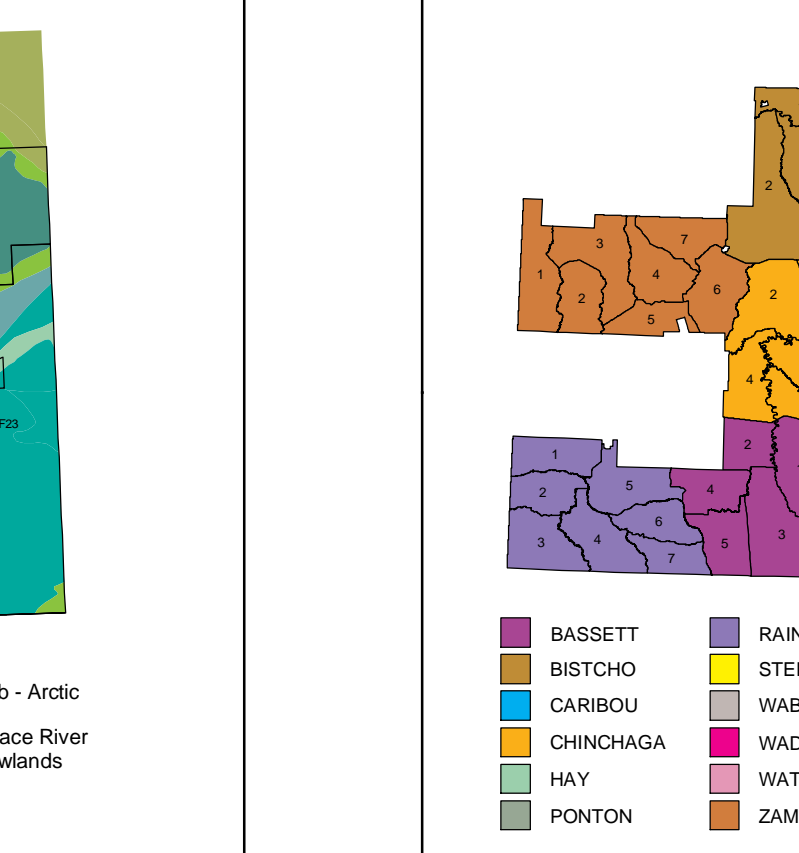 F23
b - Arctic
ace River
wlands
2
7
3
4
1
6
2
2
5
4
2
1
5
4
2
6
3
4
5
3
7
BASSETT
BISTCHO
CARIBOU
CHINCHAGA
HAY
PONTON
RAIN
STE
WAB
WAD
WAT
ZAM